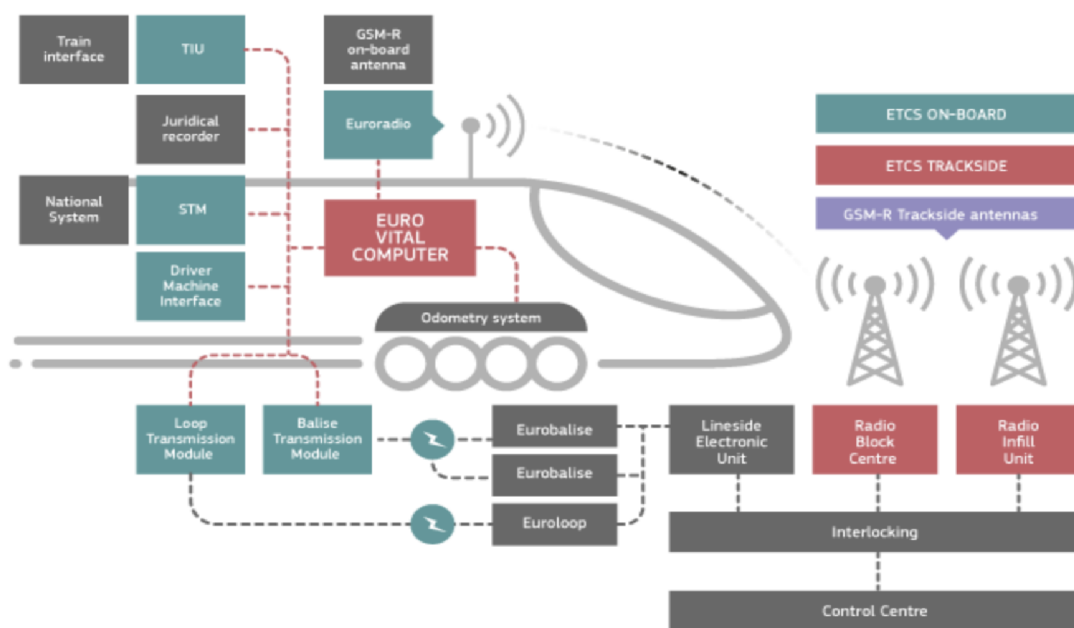 Train
interface
TIU
GSM-R
on-board
antenna
Juridical
recorder
Euroradio
ETCS ON-BOARD
ETCS TRACKSIDE
GSM-R Trackside antennas
National
System
STM
EURO
VITAL
COMPUTER
Driver
Machine
Interface
Odometry system
Loop
Transmission
Module
Balise
Transmission
Module
Eurobalise
Eurobalise
Euroloop
Lineside
Electronic
Unit
Radio
Block
Centre
Radio
Infill
Unit
Interlocking
Control Centre